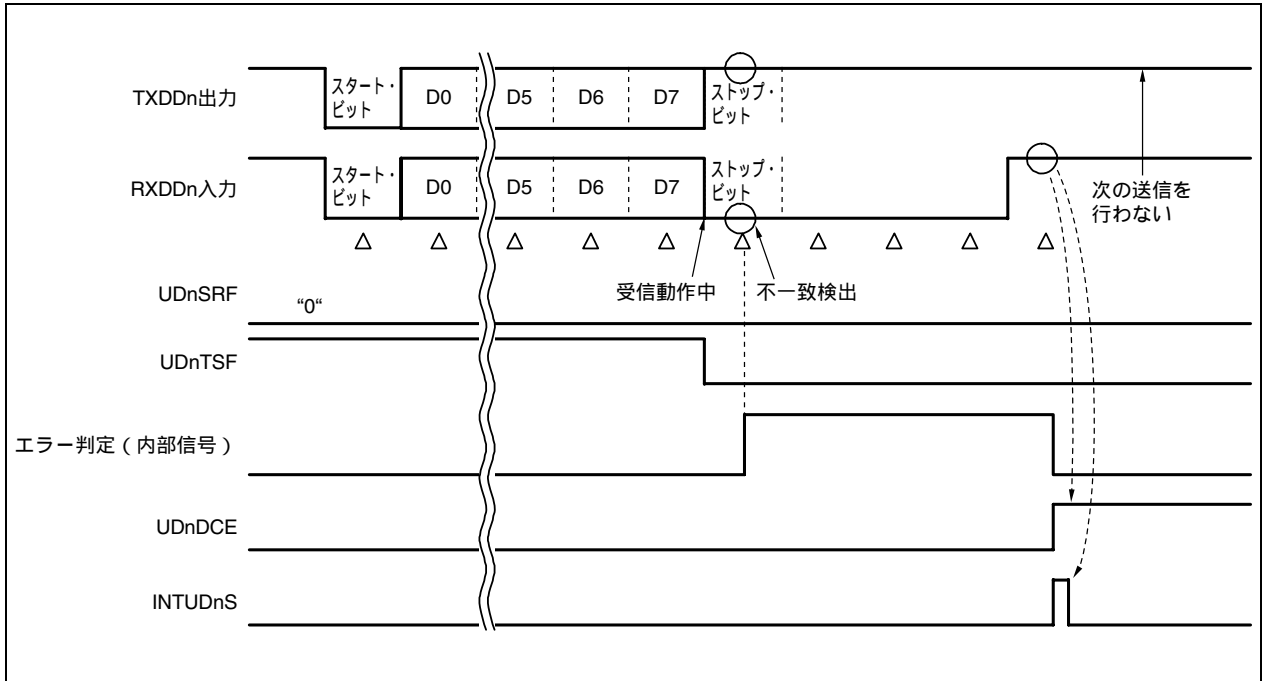 TXDDn出力
スタート・
ビット
D0
D5
D6
D7
ストップ・
ビット
RXDDn入力
スタート・
ビット
D0
D5
D6
D7
ストップ・
ビット
次の送信を
行わない
受信動作中
不一致検出
UDnSRF
“0“
UDnTSF
エラー判定（内部信号）
UDnDCE
INTUDnS